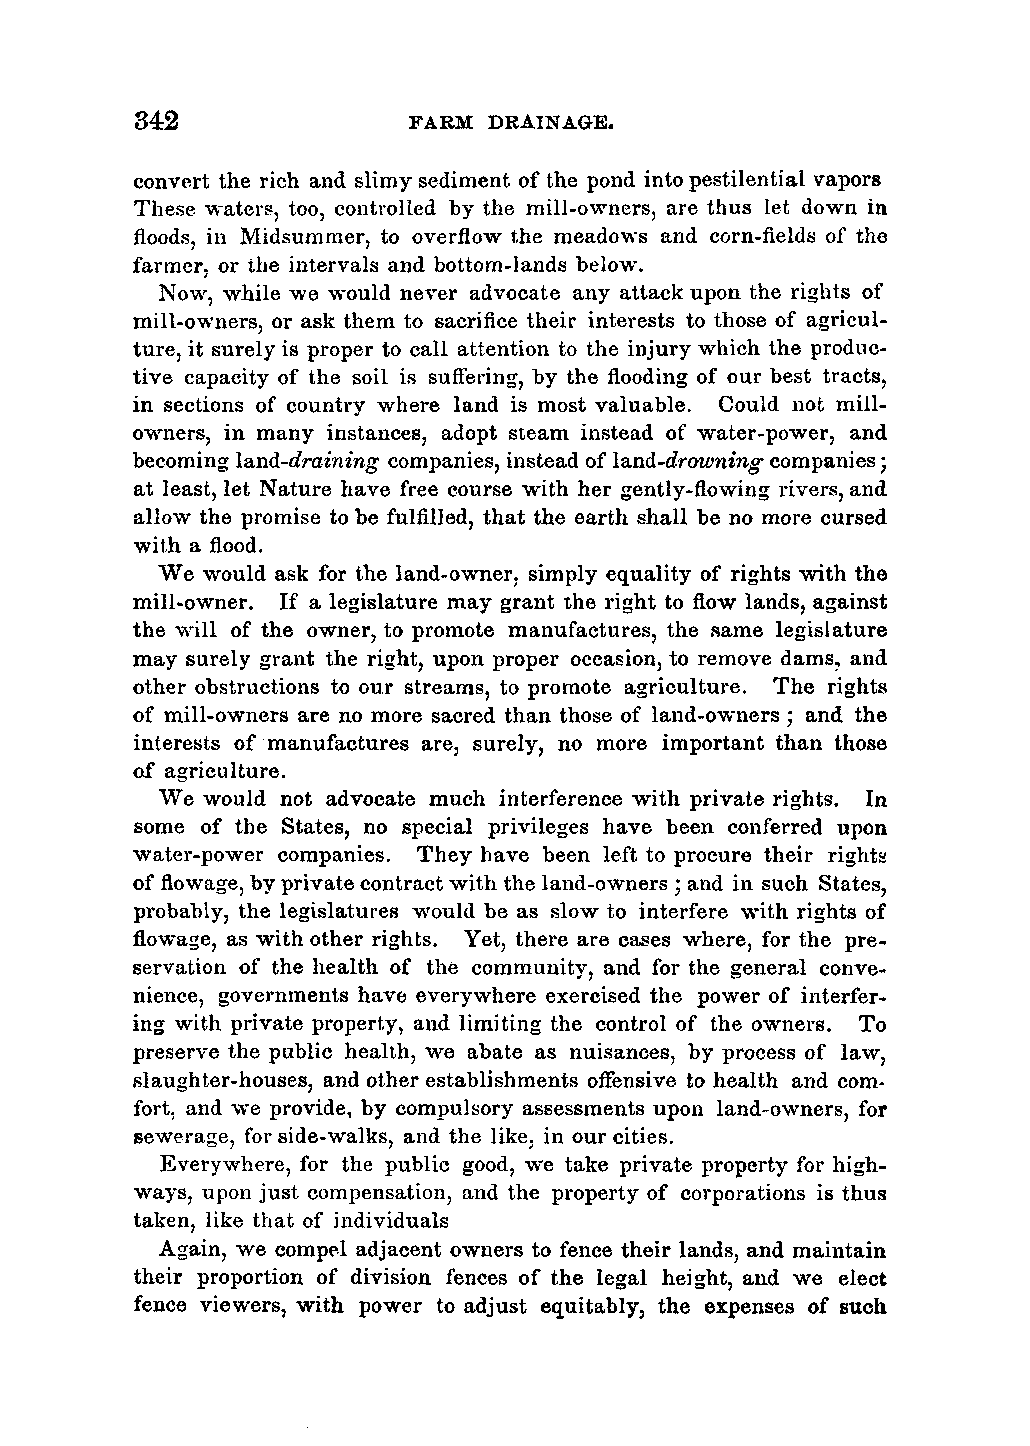 342 FARM DRAINAGE.
convert the rich and slimy sediment of the pond into pestilential vapors
These waters, too, controlled by the mill-owners, are thus let down in
floods, in Midsummer, to overflow the meadows and corn-fields of the
farmer, or the intervals and bottom-lands below.
Now, while we would never advocate any attack upon the rights of
mill-owners, or ask them to sacrifice their interests to those of agricul-
ture, it surely is proper to call attention to the injury which the produc-
tive capacity of the soil is suffering, by the flooding of our best tracts,
in sections of country where land is most valuable. Could not mill-
owners, in many instances, adopt steam instead of water-power, and
becoming land-draining companies, instead of land-drowning companies;
at least, let Nature have free course with her gently-flowing rivers, and
allow the promise to be fulfilled, that the earth shall be no more cursed
with a flood.
We would ask for the land-owner, simply equality of rights with the
mill-owner. If a legislature may grant the right to flow lands, against
the will of the owner, to promote manufactures, the same legislature
may surely grant the right, upon proper occasion, to remove dams, and
other obstructions to our streams, to promote agriculture. The rights
of mill-owners are no more sacred than those of land-owners; and the
interests of manufactures are, surely, no more important than those
of agriculture.
We would not advocate much interference with private rights. In
some of the States, no special privileges have been conferred upon
water-power companies. They have been left to procure their rights
of flowage, by private contract with the land-owners; and in such States,
probably, the legislatures would be as slow to interfere with rights of
flowage, as with other rights. Yet, there are cases where, for the pre-
servation of the health of the community, and for the general conve-
nience, governments have everywhere exercised the power of interfer-
ing with private property, and limiting the control of the owners. To
preserve the public health, we abate as nuisances, by process of law,
slaughter-houses, and other establishments offensive to health and com-
fort, and we provide, by compulsory assessments upon land-owners, for
sewerage, for side-walks, and the like, in our cities.
Everywhere, for the public good, we take private property for high-
ways, upon just compensation, and the property of corporations is thus
taken, like that of individuals
Again, we compel adjacent owners to fence their lands, and maintain
their proportion of division fences of the legal height, and we elect
fence viewers, with power to adjust equitably, the expenses of such